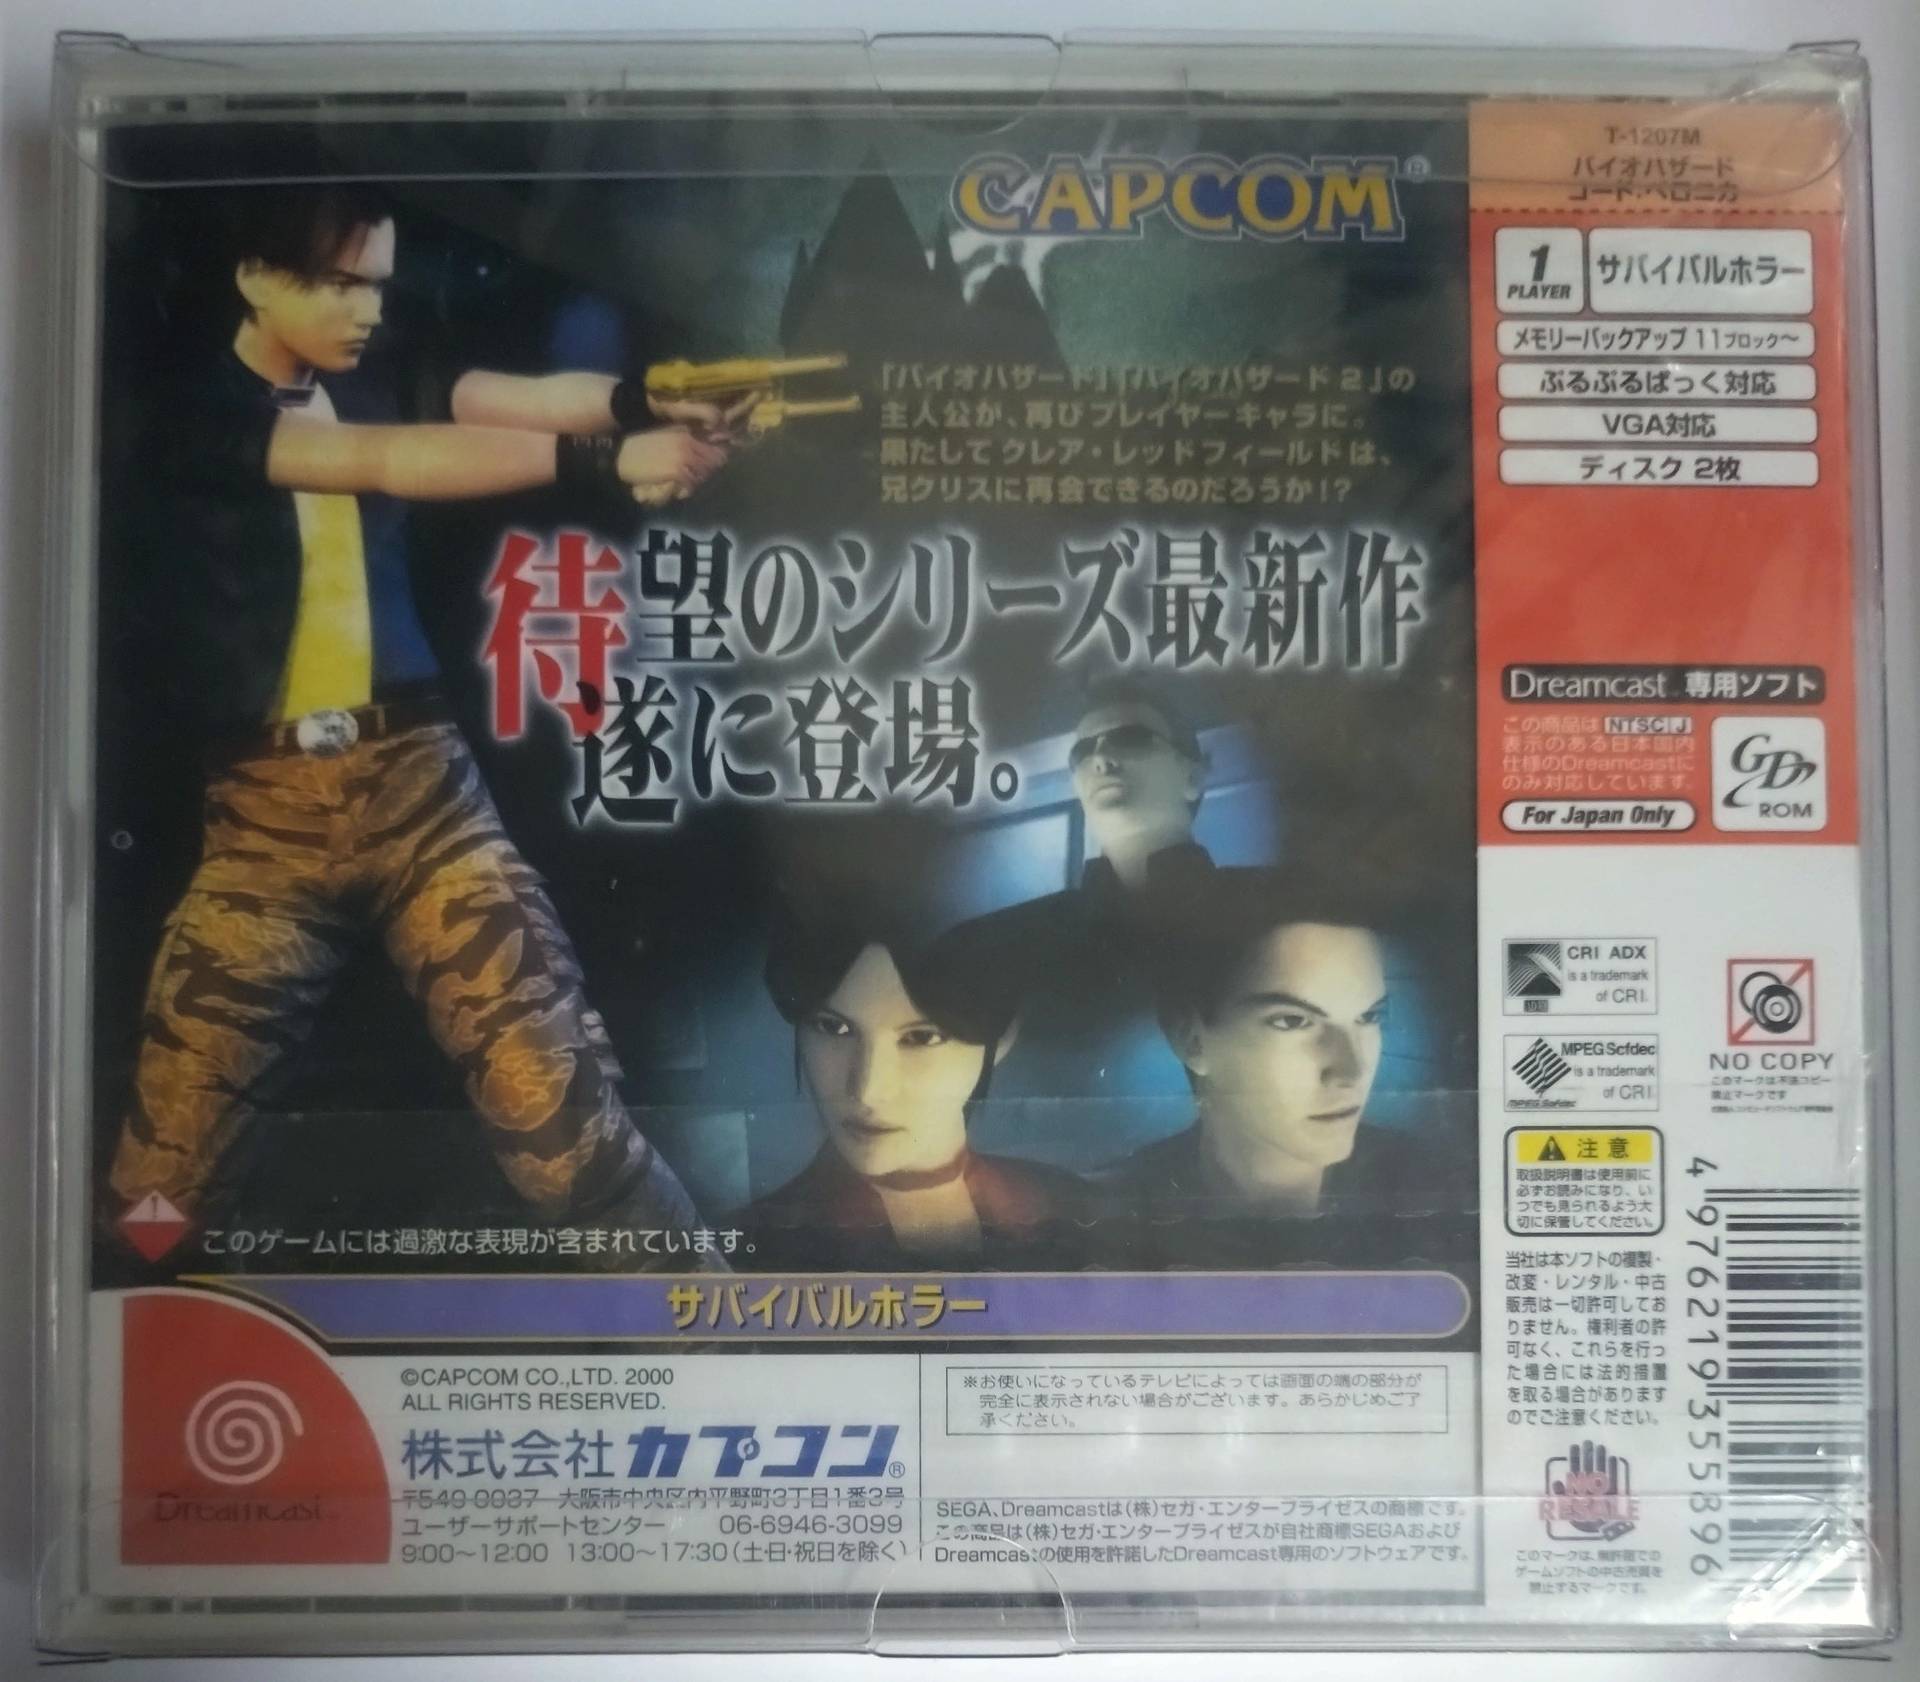 CAPCOM®
「バイオハザード」「バイオハザード 2」の
主人公が、再びプレイヤーキャラに。
果たしてクレア・レッドフィールドは、
兄クリスに再会できるのだろうか!?
待望のシリーズ最新作
遂に登場。
このゲームには過激な表現が含まれています。
サバイバルホラー
Dreamcast
©CAPCOM CO.,LTD. 2000
ALL RIGHTS RESERVED.
株式会社カプコン®
〒540-0037 大阪市中央区内平野町3丁目1番3号
ユーザーサポートセンター 06-6946-3099
9:00〜12:00 13:00〜17:30(土・日・祝日を除く)
※お使いになっているテレビによっては画面の端の部分が
完全に表示されない場合がございます。あらかじめご了
承ください。
SEGA、Dreamcastは(株)セガ・エンタープライゼスの商標です。
この商品は(株)セガ・エンタープライゼスが自社商標SEGAおよび
Dreamcastの使用を許諾したDreamcast専用のソフトウェアです。
T-1207M
バイオハザード
コード:ベロニカ
1
PLAYER
サバイバルホラー
メモリーバックアップ 11ブロック〜
ぷるぷるぱっく対応
VGA対応
ディスク 2枚
Dreamcast 専用ソフト
この商品は NTSC J
表示のある日本国内
仕様のDreamcastに
のみ対応しています。
For Japan Only
GD
ROM
CRI ADX
is a trademark
of CRI.
MPEG Sofdec
is a trademark
of CRI.
MPEG Sofdec
NO COPY
このマークは不法コピー
禁止マークです
注意
取扱説明書は使用前に
必ずお読みになり、い
つでも見られるよう大
切に保管してください。
当社は本ソフトの複製・
改変・レンタル・中古
販売は一切許可してお
りません。権利者の許
可なく、これらを行っ
た場合には法的措置
を取る場合があります
のでご注意ください。
NO
RESALE
このマークは、無許可での
ゲームソフトの中古売買を
禁止するマークです。
4 976219 355896